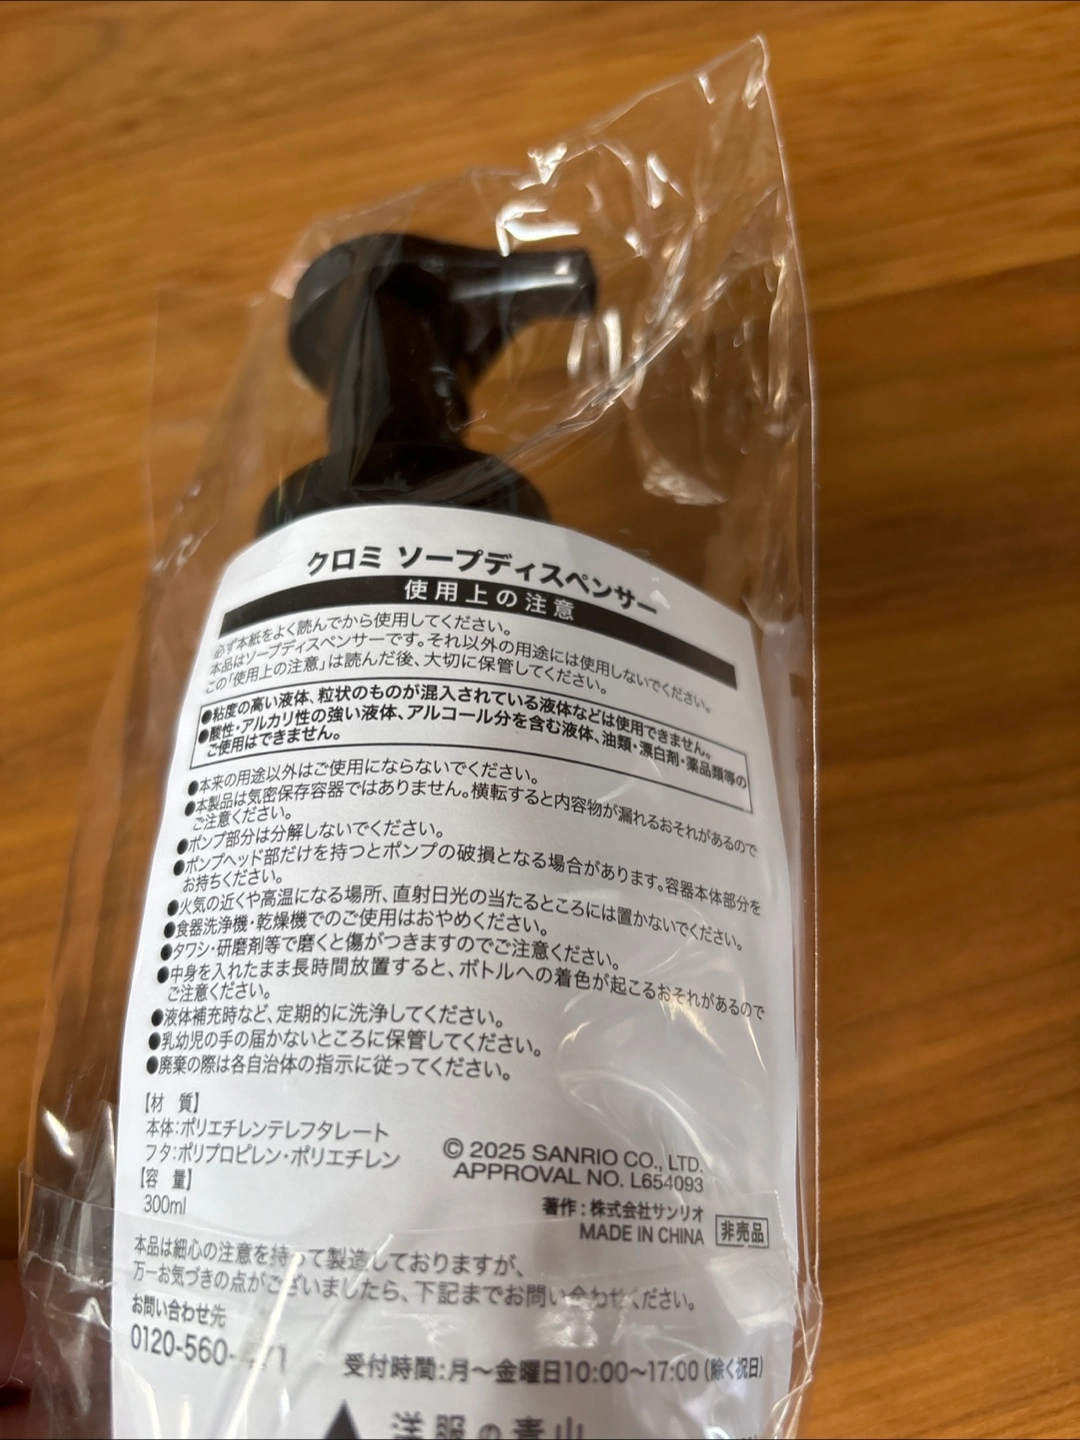 クロミ ソープディスペンサー
使用上の注意
必ず本紙をよく読んでから使用してください。
本品はソープディスペンサーです。それ以外の用途には使用しないでください。
この「使用上の注意」は読んだ後、大切に保管してください。
●粘度の高い液体、粒状のものが混入されている液体などは使用できません。
●酸性・アルカリ性の強い液体、アルコール分を含む液体、油類・漂白剤・薬品類等の
ご使用はできません。
●本来の用途以外はご使用にならないでください。
●本製品は気密保存容器ではありません。横転すると内容物が漏れるおそれがあるので
ご注意ください。
●ポンプ部分は分解しないでください。
●ポンプヘッド部だけを持つとポンプの破損となる場合があります。容器本体部分を
お持ちください。
●火気の近くや高温になる場所、直射日光の当たるところには置かないでください。
●食器洗浄機・乾燥機でのご使用はおやめください。
●タワシ・研磨剤等で磨くと傷がつきますのでご注意ください。
●中身を入れたまま長時間放置すると、ボトルへの着色が起こるおそれがあるので
ご注意ください。
●液体補充時など、定期的に洗浄してください。
●乳幼児の手の届かないところに保管してください。
●廃棄の際は各自治体の指示に従ってください。
【材 質】
本体:ポリエチレンテレフタレート
フタ:ポリプロピレン・ポリエチレン
【容 量】
300ml
© 2025 SANRIO CO., LTD.
APPROVAL NO. L654093
著作:株式会社サンリオ
MADE IN CHINA
非売品
本品は細心の注意を持って製造しておりますが、
万一お気づきの点がございましたら、下記までお問い合わせください。
お問い合わせ先
0120-560-
受付時間:月～金曜日10:00～17:00(除く祝日)
洋服の青山